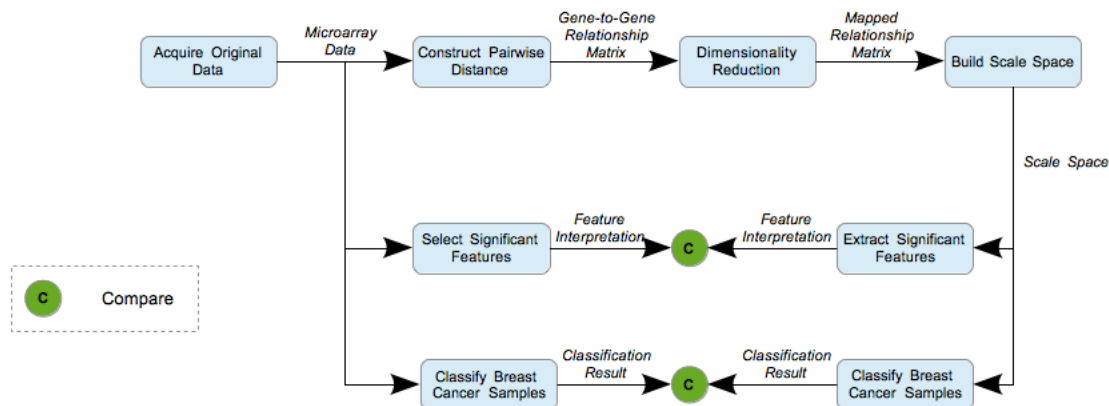 Microarray
Data
Gene-to-Gene
Relationship
Matrix
Mapped
Relationship
Matrix
Acquire Original
Data
Construct Pairwise
Distance
Dimensionality
Reduction
Build Scale Space
Scale Space
Select Significant
Features
Feature
Interpretation
C
Feature
Interpretation
Extract Significant
Features
C
Compare
Classify Breast
Cancer Samples
Classification
Result
C
Classification
Result
Classify Breast
Cancer Samples